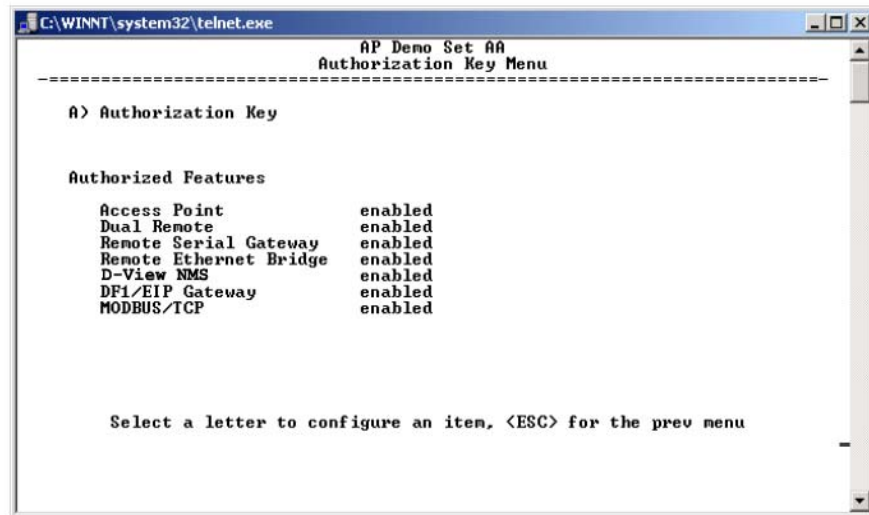 C:\WINNT\system32\telnet.exe
AP Demo Set AA
Authorization Key Menu
-==========================================================================-
A) Authorization Key
Authorized Features
Access Point enabled
Dual Remote enabled
Remote Serial Gateway enabled
Remote Ethernet Bridge enabled
D-View NMS enabled
DF1/EIP Gateway enabled
MODBUS/TCP enabled
Select a letter to configure an item, <ESC> for the prev menu